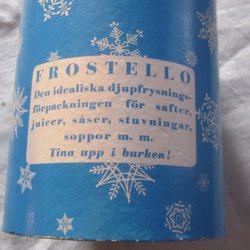 FROSTELLO
Den idealiska djupfrysnings-
förpackningen för safter,
juicer, såser, stuvningar,
soppor m. m.
Tina upp i burken!